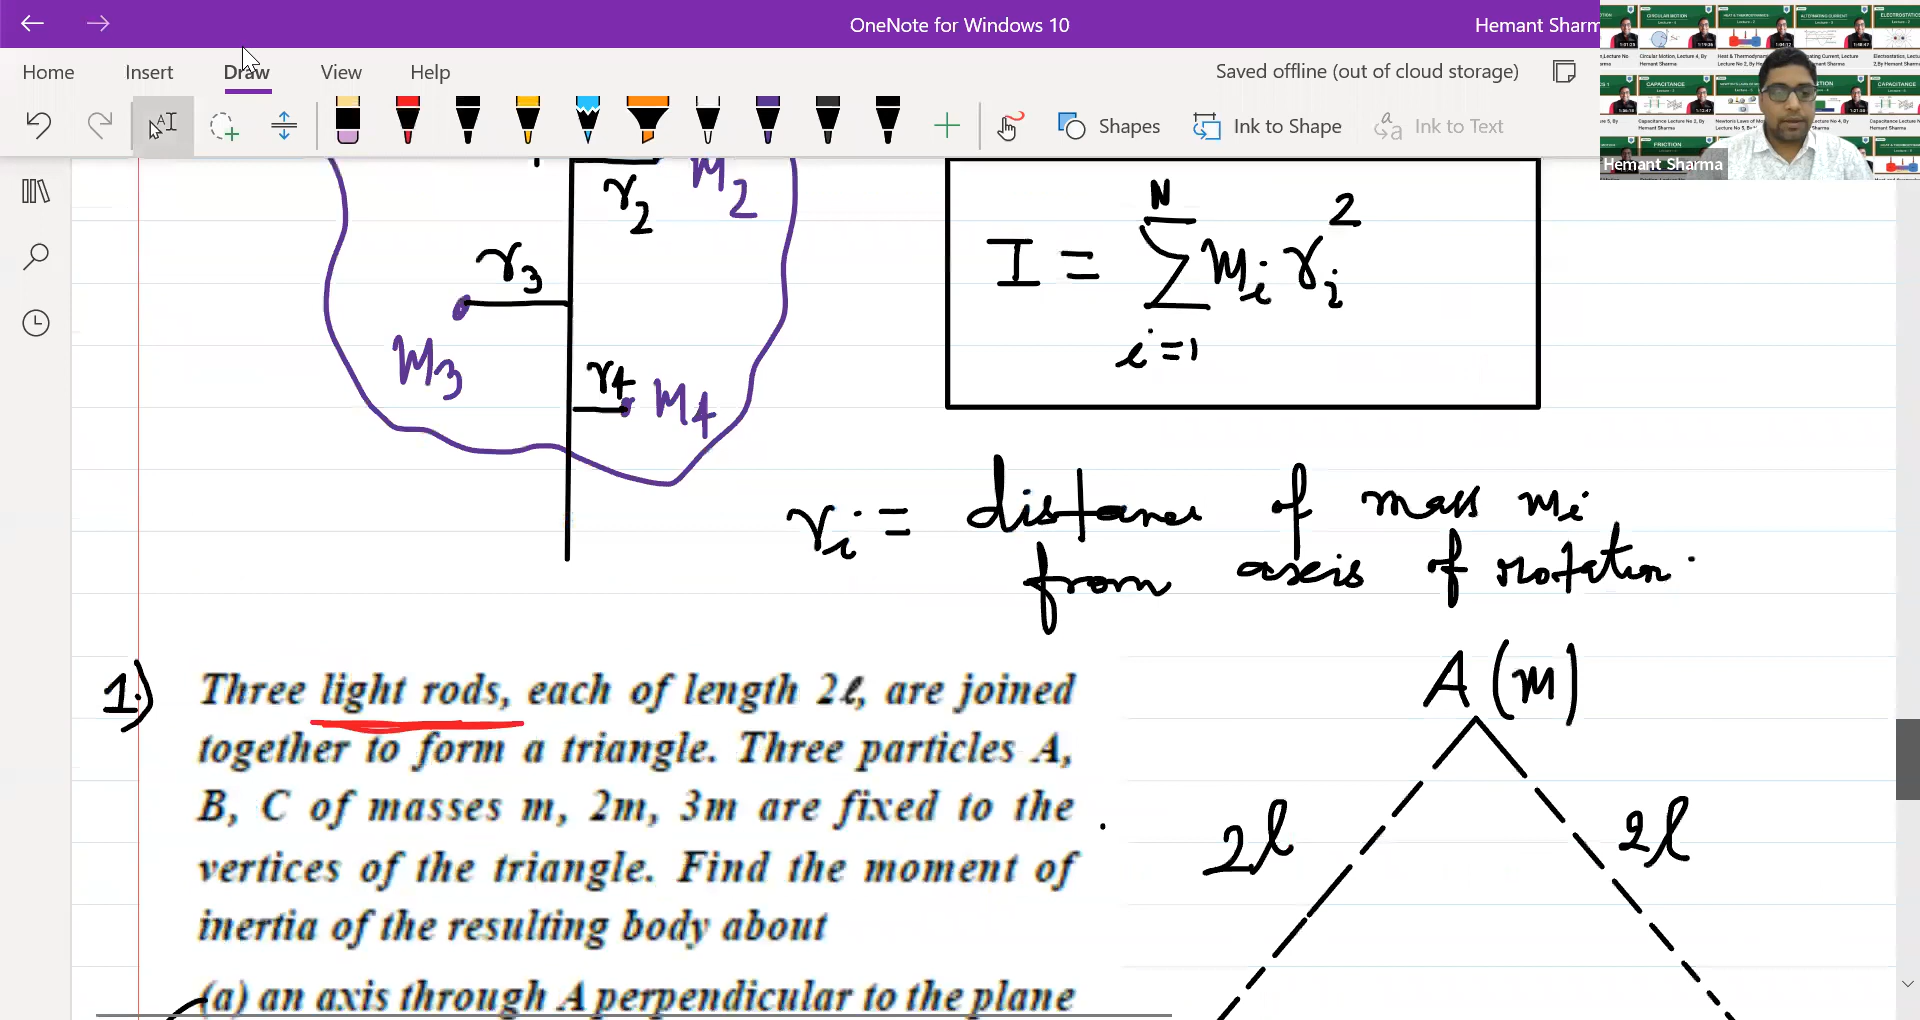 OneNote for Windows 10
Hemant Sharm
Home Insert Draw View Help
Saved offline (out of cloud storage)
Shapes Ink to Shape Ink to Text
Hemant Sharma
r2 m2
r3
m3
r4 m4
I = N ∑ i=1 mi ri 2
ri = distance of mass mi
from axis of rotation.
1)
Three light rods, each of length 2ℓ, are joined
together to form a triangle. Three particles A,
B, C of masses m, 2m, 3m are fixed to the
vertices of the triangle. Find the moment of
inertia of the resulting body about
(a) an axis through A perpendicular to the plane
A (m)
2l 2l